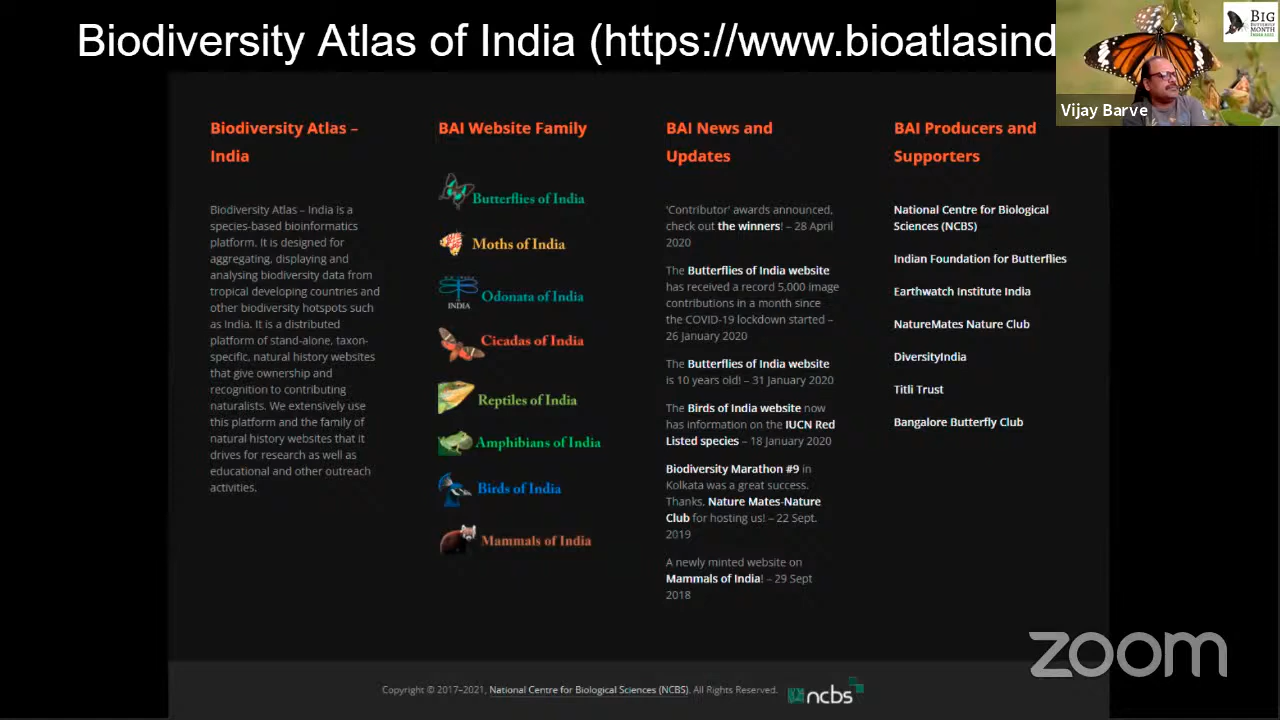 Biodiversity Atlas of India (https://www.bioatlasind
BIG
BUTTERFLY
MONTH
Vijay Barve
Biodiversity Atlas –
India
Biodiversity Atlas – India is a
species-based bioinformatics
platform. It is designed for
aggregating, displaying and
analysing biodiversity data from
tropical developing countries and
other biodiversity hotspots such
as India. It is a distributed
platform of stand-alone, taxon-
specific, natural history websites
that give ownership and
recognition to contributing
naturalists. We extensively use
this platform and the family of
natural history websites that it
drives for research as well as
educational and other outreach
activities.
BAI Website Family
Butterflies of India
Moths of India
INDIA
Odonata of India
Cicadas of India
Reptiles of India
Amphibians of India
Birds of India
Mammals of India
BAI News and
Updates
'Contributor' awards announced,
check out the winners! – 28 April
2020
The Butterflies of India website
has received a record 5,000 image
contributions in a month since
the COVID-19 lockdown started –
26 January 2020
The Butterflies of India website
is 10 years old! – 31 January 2020
The Birds of India website now
has information on the IUCN Red
Listed species – 18 January 2020
Biodiversity Marathon #9 in
Kolkata was a great success.
Thanks, Nature Mates-Nature
Club for hosting us! – 22 Sept.
2019
A newly minted website on
Mammals of India! – 29 Sept
2018
BAI Producers and
Supporters
National Centre for Biological
Sciences (NCBS)
Indian Foundation for Butterflies
Earthwatch Institute India
NatureMates Nature Club
DiversityIndia
Titli Trust
Bangalore Butterfly Club
zoom
Copyright © 2017–2021, National Centre for Biological Sciences (NCBS). All Rights Reserved.
ncbs